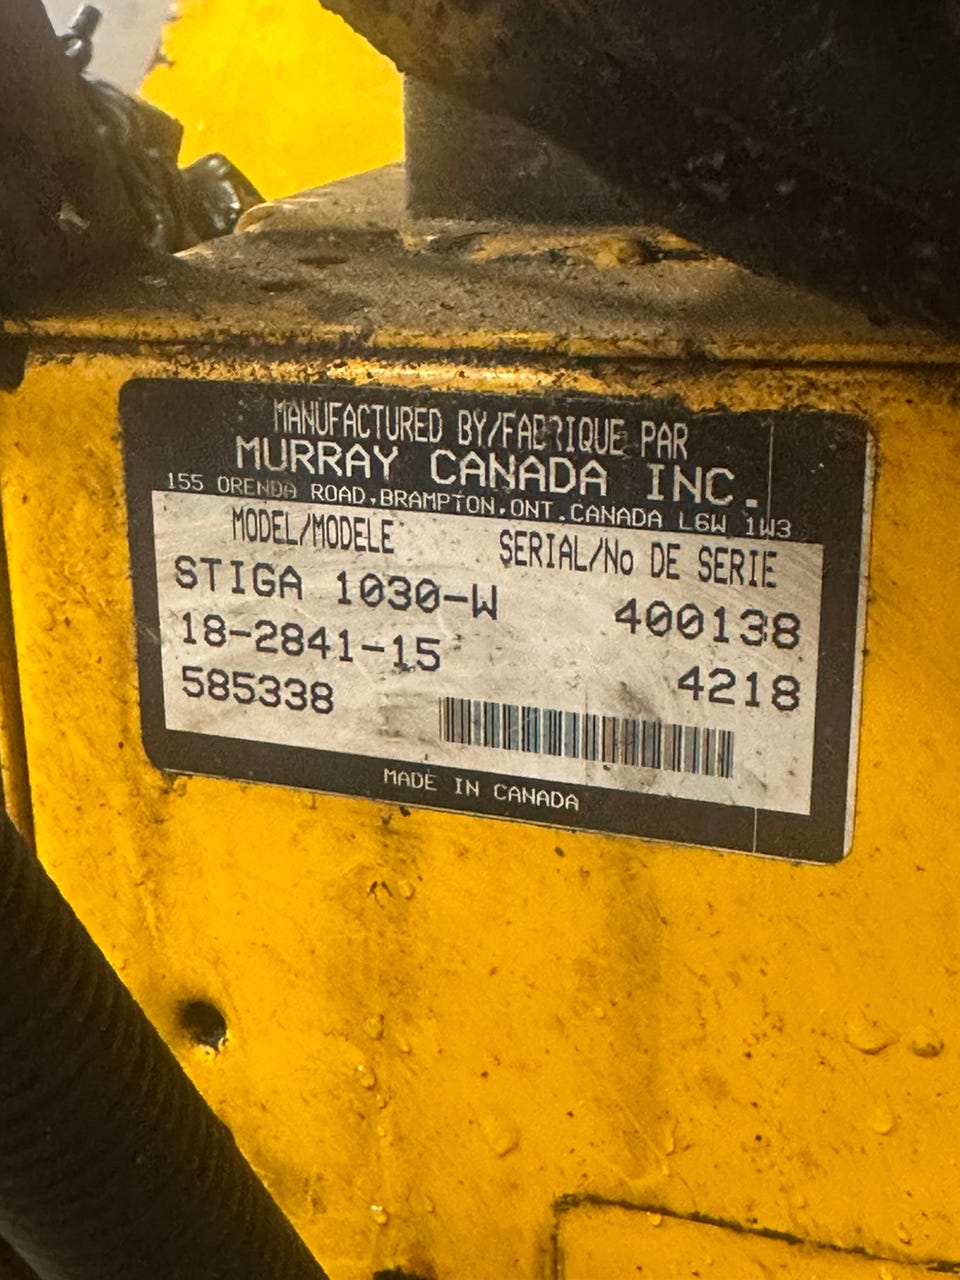 MANUFACTURED BY/FABRIQUE PAR
MURRAY CANADA INC.
155 ORENDA ROAD,BRAMPTON,ONT.CANADA L6W 1W3
MODEL/MODELE SERIAL/No DE SERIE
STIGA 1030-W 400138
18-2841-15 4218
585338
MADE IN CANADA